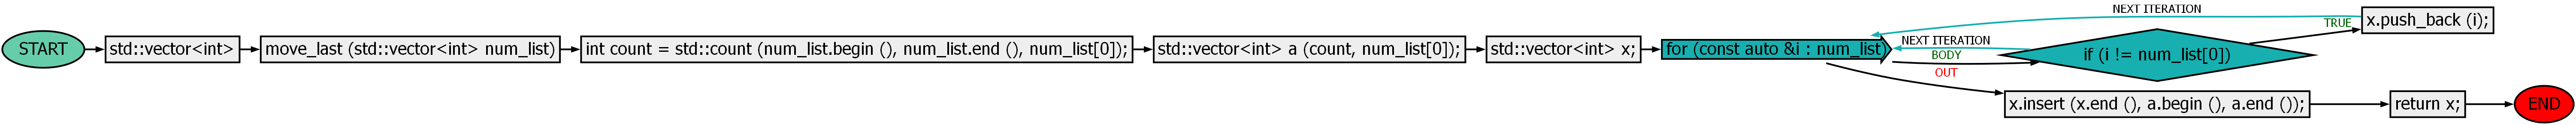 START
std::vector<int>
move_last (std::vector<int> num_list)
int count = std::count (num_list.begin (), num_list.end (), num_list[0]);
std::vector<int> a (count, num_list[0]);
std::vector<int> x;
for (const auto &i : num_list)
NEXT ITERATION
NEXT ITERATION
BODY
OUT
if (i != num_list[0])
TRUE
x.push_back (i);
x.insert (x.end (), a.begin (), a.end ());
return x;
END